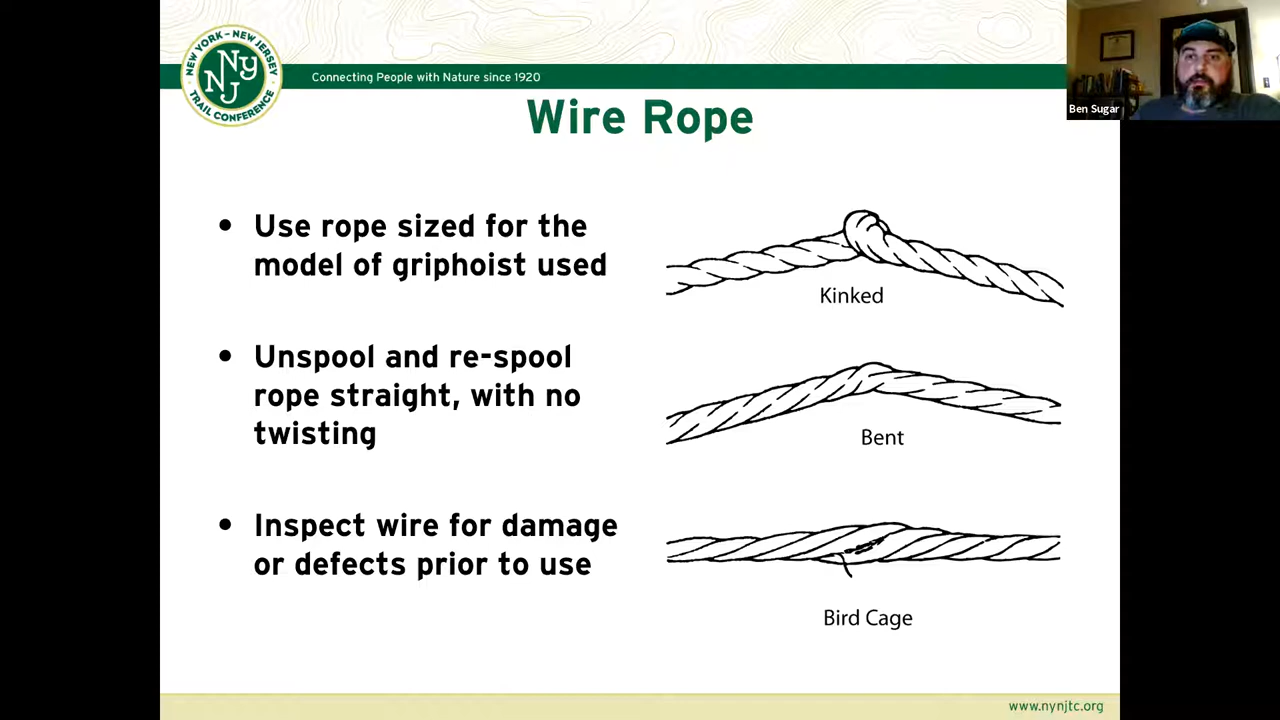 NEW YORK – NEW JERSEY
NY
NJ
TRAIL CONFERENCE
Connecting People with Nature since 1920
Ben Sugar
Wire Rope
• Use rope sized for the
model of griphoist used
Kinked
• Unspool and re-spool
rope straight, with no
twisting
Bent
• Inspect wire for damage
or defects prior to use
Bird Cage
www.nynjtc.org